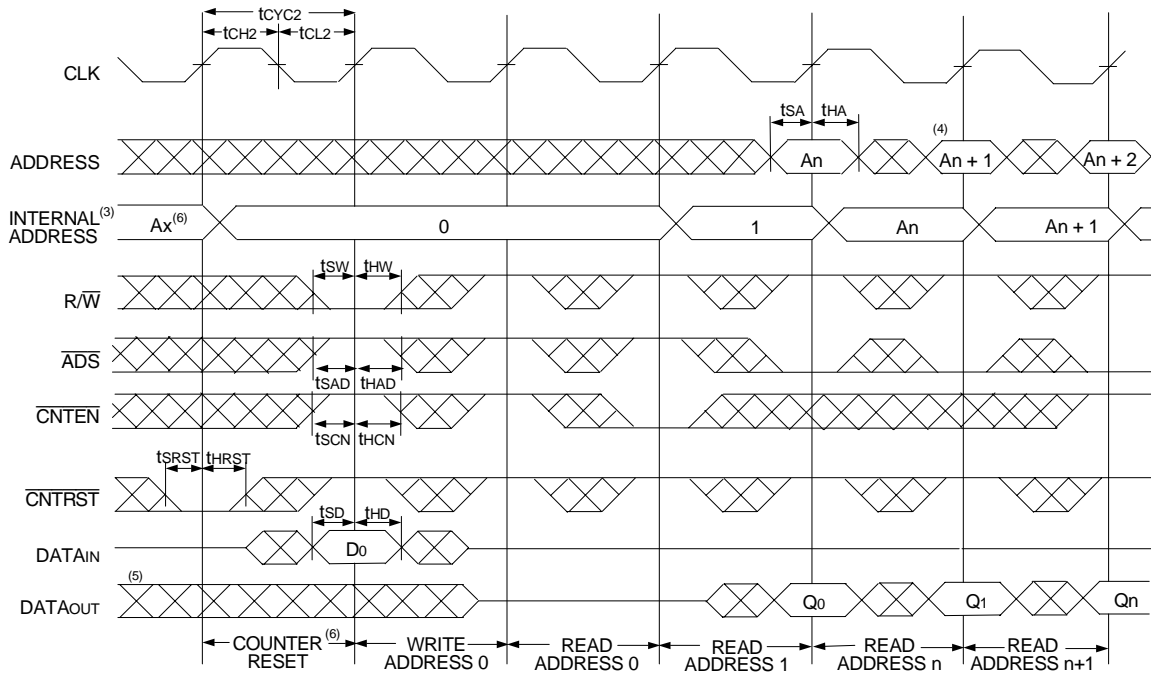 tCYC2
tCH2 tCL2
CLK
tSA tHA
ADDRESS An (4) An + 1 An + 2
INTERNAL(3) ADDRESS Ax(6) 0 1 An An + 1
tSW tHW
R/W̅
A̅D̅S̅
tSAD tHAD
C̅N̅T̅E̅N̅
tSCN tHCN
tSRST tHRST
C̅N̅T̅R̅S̅T̅
tSD tHD
DATAIN D0
(5)
DATAOUT Q0 Q1 Qn
COUNTER(6) RESET
WRITE ADDRESS 0
READ ADDRESS 0
READ ADDRESS 1
READ ADDRESS n
READ ADDRESS n+1